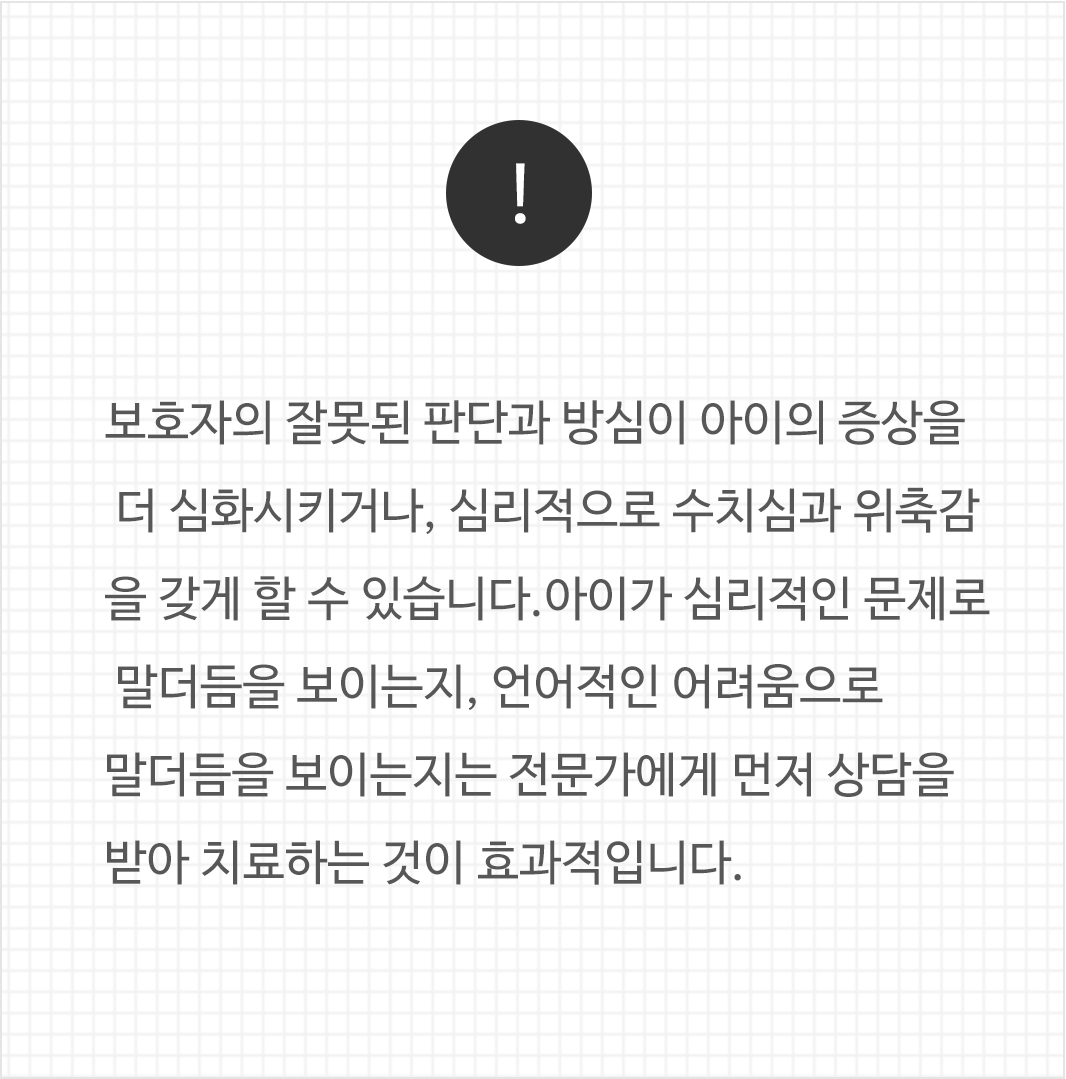 !
보호자의 잘못된 판단과 방심이 아이의 증상을
더 심화시키거나, 심리적으로 수치심과 위축감
을 갖게 할 수 있습니다.아이가 심리적인 문제로
말더듬을 보이는지, 언어적인 어려움으로
말더듬을 보이는지는 전문가에게 먼저 상담을
받아 치료하는 것이 효과적입니다.